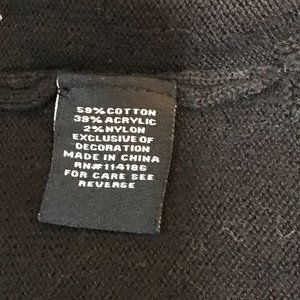 59% COTTON
39% ACRYLIC
2% NYLON
EXCLUSIVE OF
DECORATION
MADE IN CHINA
RN#114186
FOR CARE SEE
REVERSE